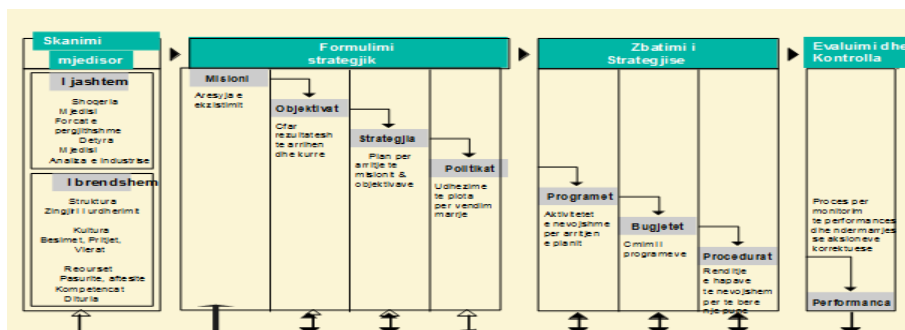 Skanimi
mjedisor
I jashtem
Shoqeria
Mjedisi
Forcat e
pergjithshme
Detyra
Mjedisi
Analiza e industrise
I brendshem
Struktura
Zingjiri i urdherimit
Kultura
Besimet, Pritjet,
Vlerat
Recurset
Pasurite, aftesite
Kompetencat
Dituria
Formulimi
strategjik
Misioni
Aresyja e
ekzistimit
Objektivat
Cfar
rezultatesh
te arrihen
dhe kurre
Strategjia
Plan per
arritje te
misionit &
objektivave
Politikat
Udhezime
te plota
per vendim
marrje
Zbatimi i
Strategjise
Programet
Aktivitetet
e nevojshme
per arritjen
e planit
Bugjetet
Cmimi i
programeve
Procedurat
Renditje
e hapave
te nevojshem
per te bere
nje pune
Evaluimi dhe
Kontrolla
Proces per
monitorim
te performances
dhe ndermarrjes
se aksioneve
korrektuese
Performanca